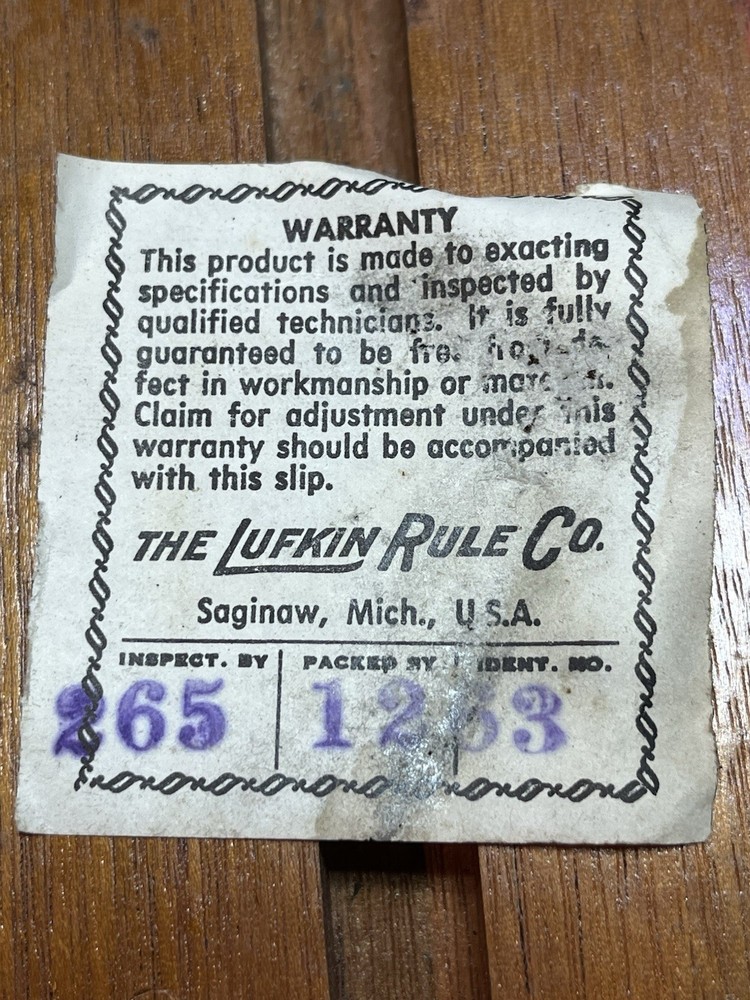 WARRANTY
This product is made to exacting
specifications and inspected by
qualified technicians. It is fully
guaranteed to be
fect in workmanship or
Claim for adjustment under this
warranty should be accompanied
with this slip.
THE LUFKIN RULE CO.
Saginaw, Mich., U.S.A.
INSPECT. BY PACKED BY IDENT. NO.
265 12 3